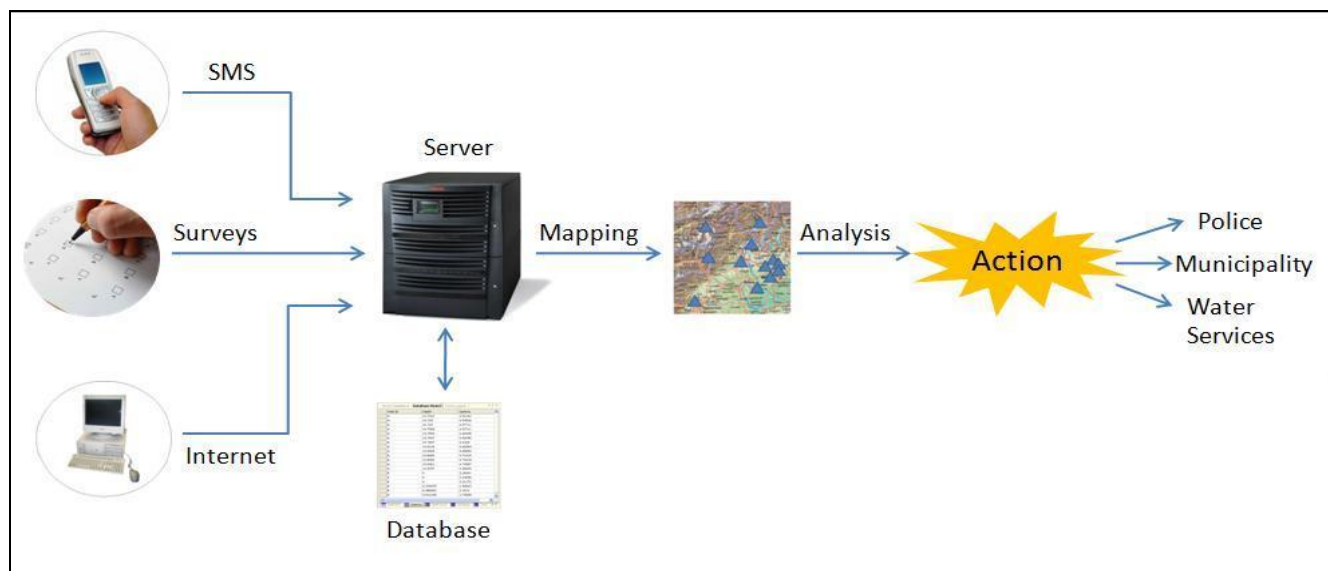 SMS
Server
Surveys
Mapping
Analysis
Action
Police
Municipality
Water
Services
Internet
Database